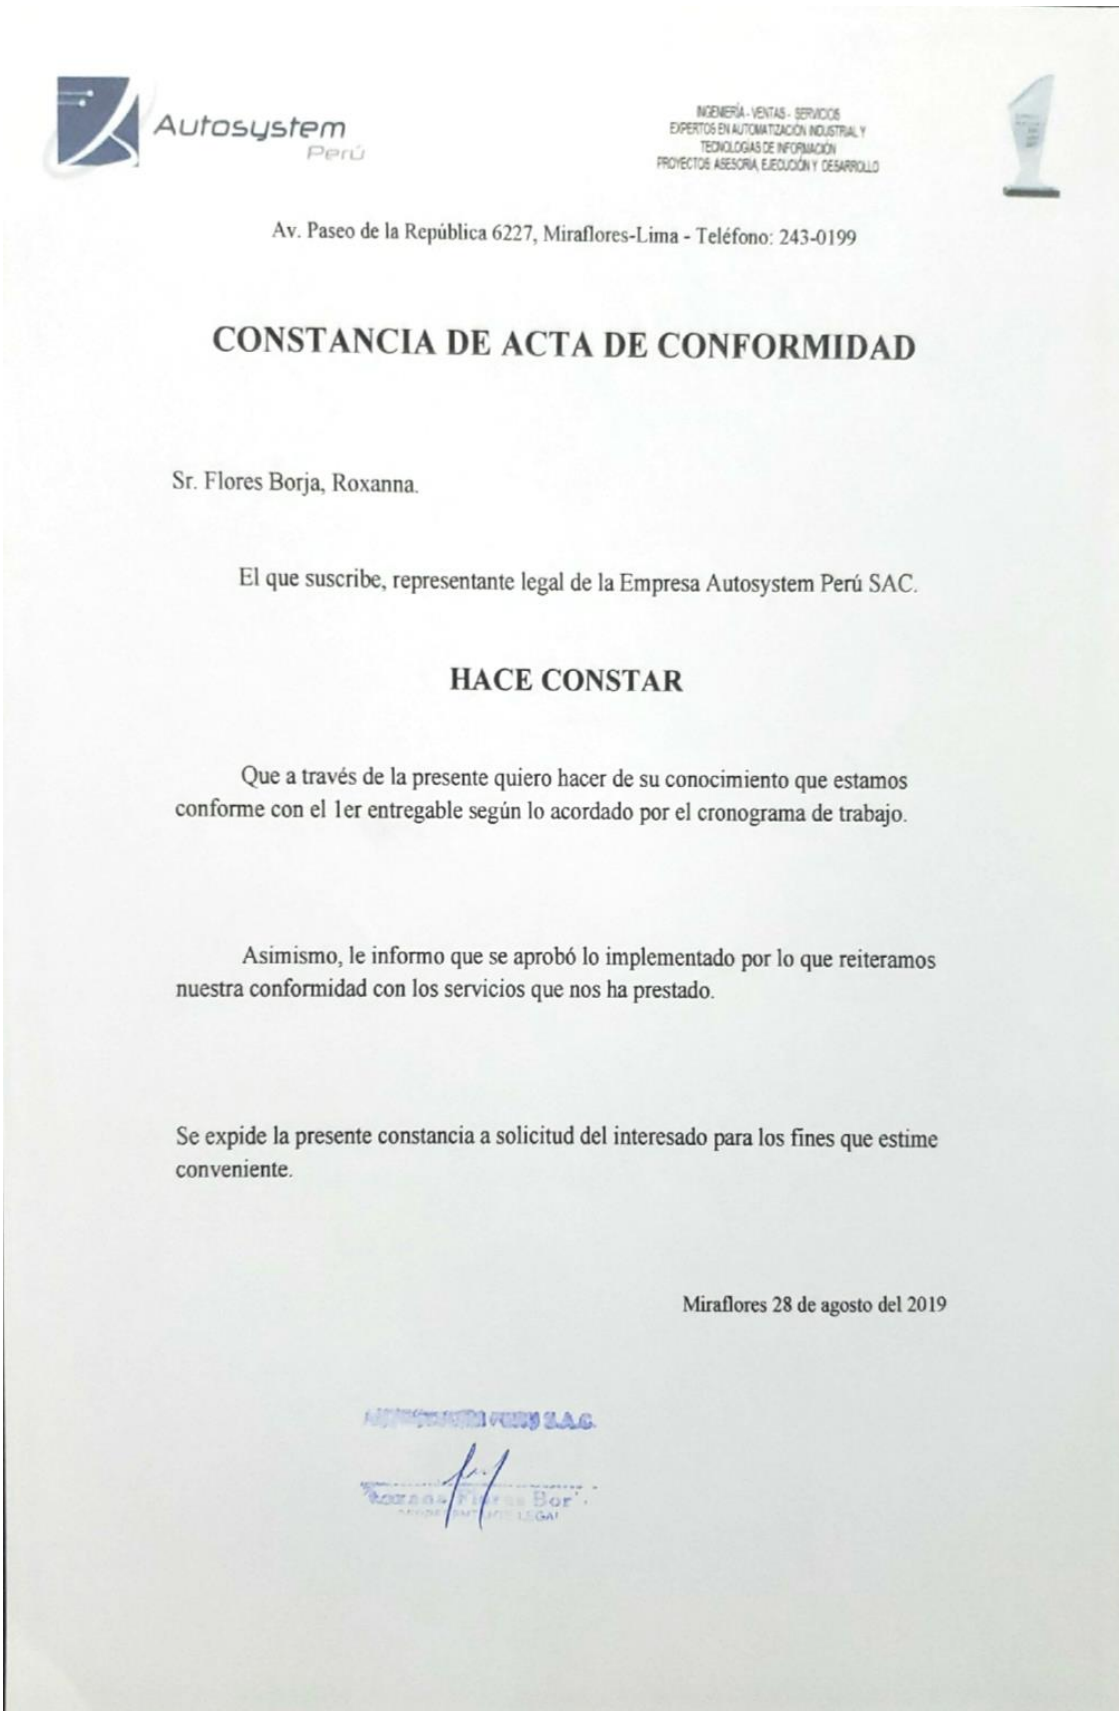 Autosystem
Perú
INGENIERÍA - VENTAS - SERVICIOS
EXPERTOS EN AUTOMATIZACIÓN INDUSTRIAL Y
TECNOLOGÍAS DE INFORMACIÓN
PROYECTOS: ASESORIA, EJECUCIÓN Y DESARROLLO
Av. Paseo de la República 6227, Miraflores-Lima - Teléfono: 243-0199
CONSTANCIA DE ACTA DE CONFORMIDAD
Sr. Flores Borja, Roxanna.
El que suscribe, representante legal de la Empresa Autosystem Perú SAC.
HACE CONSTAR
Que a través de la presente quiero hacer de su conocimiento que estamos
conforme con el 1er entregable según lo acordado por el cronograma de trabajo.
Asimismo, le informo que se aprobó lo implementado por lo que reiteramos
nuestra conformidad con los servicios que nos ha prestado.
Se expide la presente constancia a solicitud del interesado para los fines que estime
conveniente.
Miraflores 28 de agosto del 2019
PERU S.A.C.
Flores Bor
LEGAL